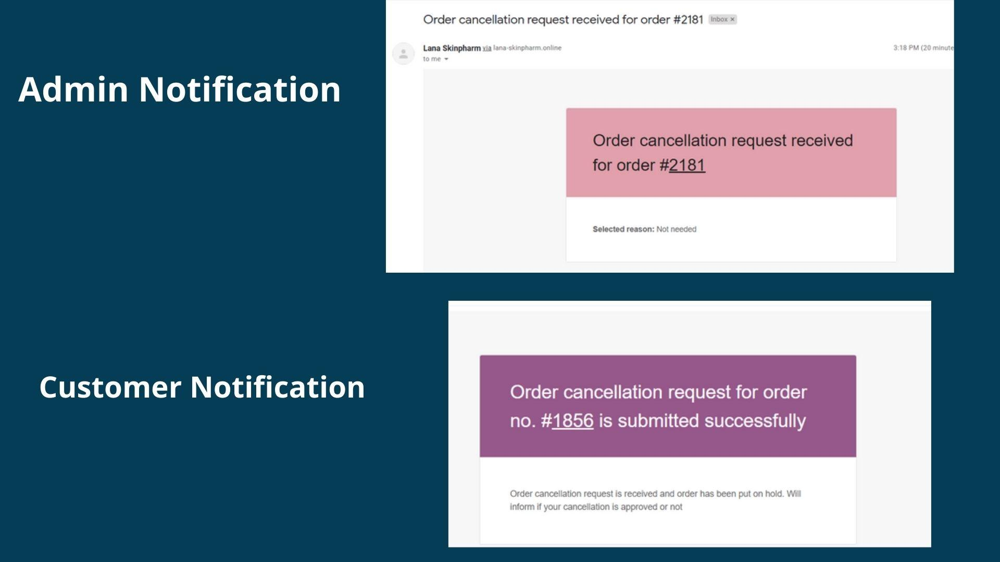 Admin Notification
Order cancellation request received for order #2181 Inbox ×
Lana Skinpharm via lana-skinpharm.online
3:18 PM (20 minute
to me
Order cancellation request received
for order #2181
Selected reason: Not needed
Customer Notification
Order cancellation request for order
no. #1856 is submitted successfully
Order cancellation request is received and order has been put on hold. Will
inform if your cancellation is approved or not